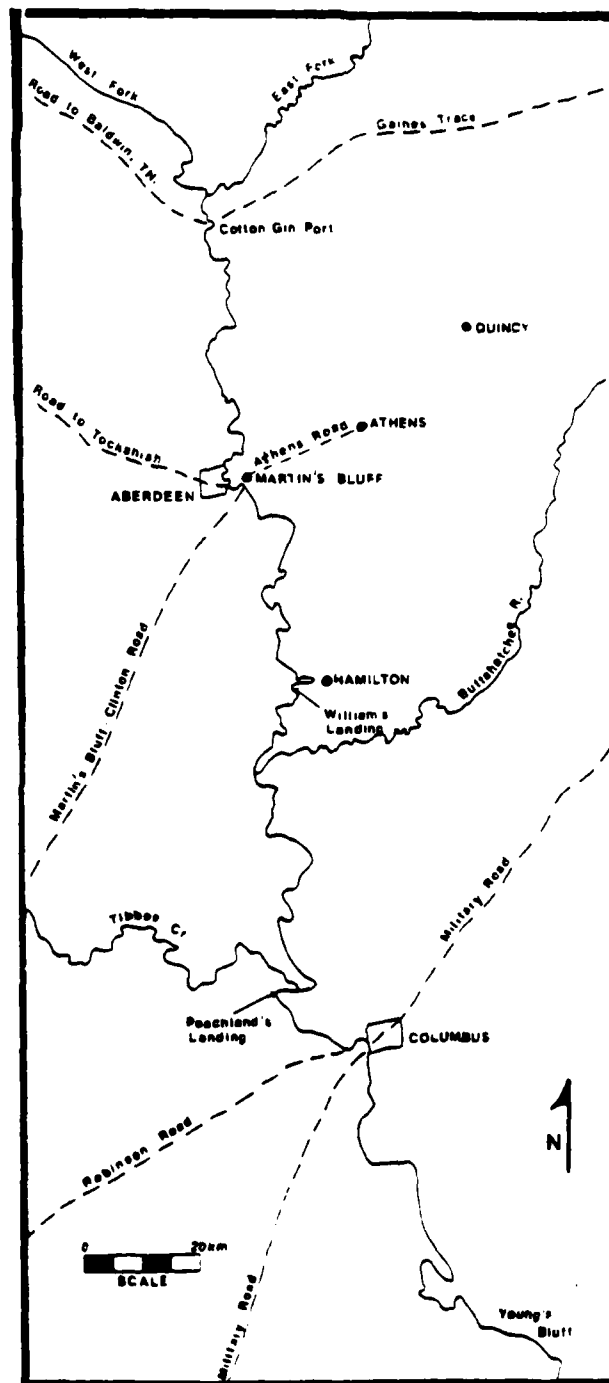 West Fork
East Fork
Road to Baldwin, TN.
Gaines Trace
Cotton Gin Port
QUINCY
Road to Tockshish
Athens Road
ATHENS
MARTIN'S BLUFF
ABERDEEN
Martin's Bluff Clinton Road
Buttahatchee R.
HAMILTON
William's
Landing
Military Road
Tibbee Cr.
Peachland's
Landing
COLUMBUS
Robinson Road
N
0 20km
SCALE
Military Road
Young's
Bluff